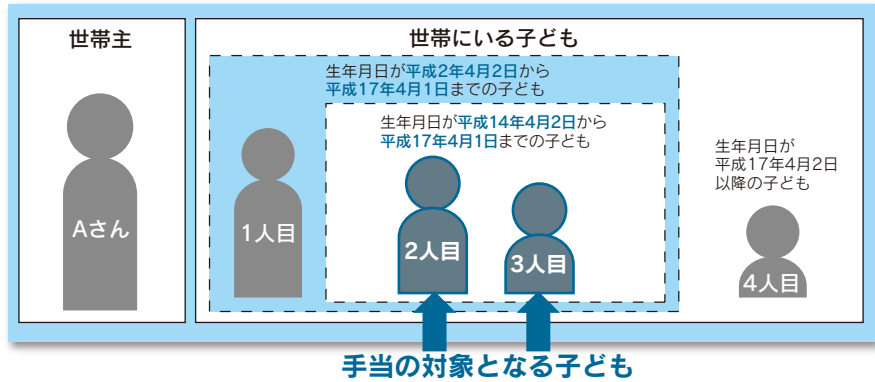 世帯主
世帯にいる子ども
生年月日が平成2年4月2日から
平成17年4月1日までの子ども
生年月日が平成14年4月2日から
平成17年4月1日までの子ども
生年月日が
平成17年4月2日
以降の子ども
Aさん
1人目
2人目
3人目
4人目
手当の対象となる子ども